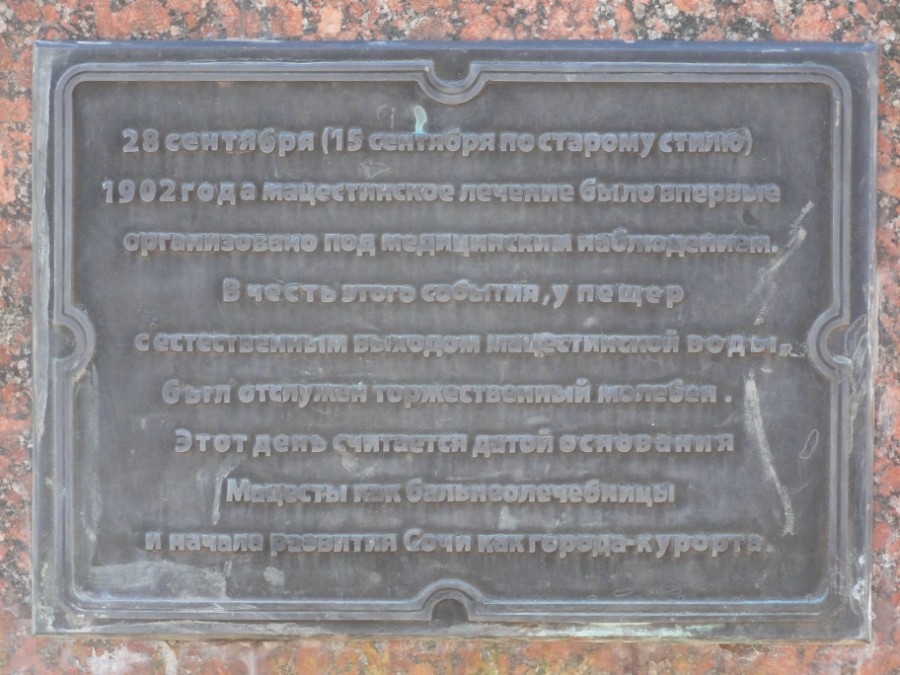 28 сентября (15 сентября по старому стилю)
1902 года мацестинское лечение было впервые
организовано под медицинским наблюдением.
В честь этого события, у пещер
с естественным выходом мацестинской воды,
был отслужен торжественный молебен.
Этот день считается датой основания
Мацесты как бальнеолечебницы
и начала развития Сочи как города-курорта.